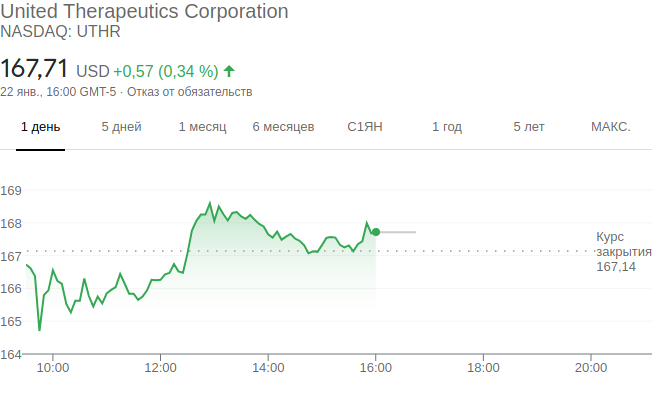 United Therapeutics Corporation
NASDAQ: UTHR
167,71 USD +0,57 (0,34 %)
22 янв., 16:00 GMT-5 · Отказ от обязательств
1 день 5 дней 1 месяц 6 месяцев С1ЯН 1 год 5 лет МАКС.
169
168
167
166
165
164
Курс
закрытия
167,14
10:00 12:00 14:00 16:00 18:00 20:00